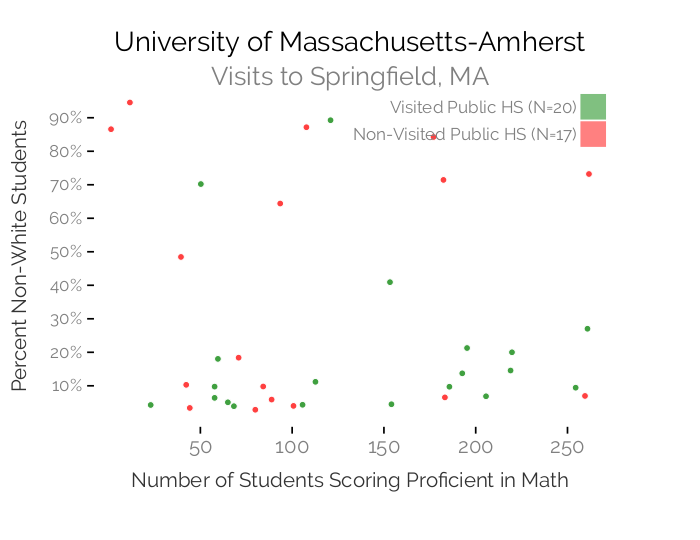 University of Massachusetts-Amherst
Visits to Springfield, MA
Visited Public HS (N=20)
Non-Visited Public HS (N=17)
Percent Non-White Students
90%
80%
70%
60%
50%
40%
30%
20%
10%
50 100 150 200 250
Number of Students Scoring Proficient in Math